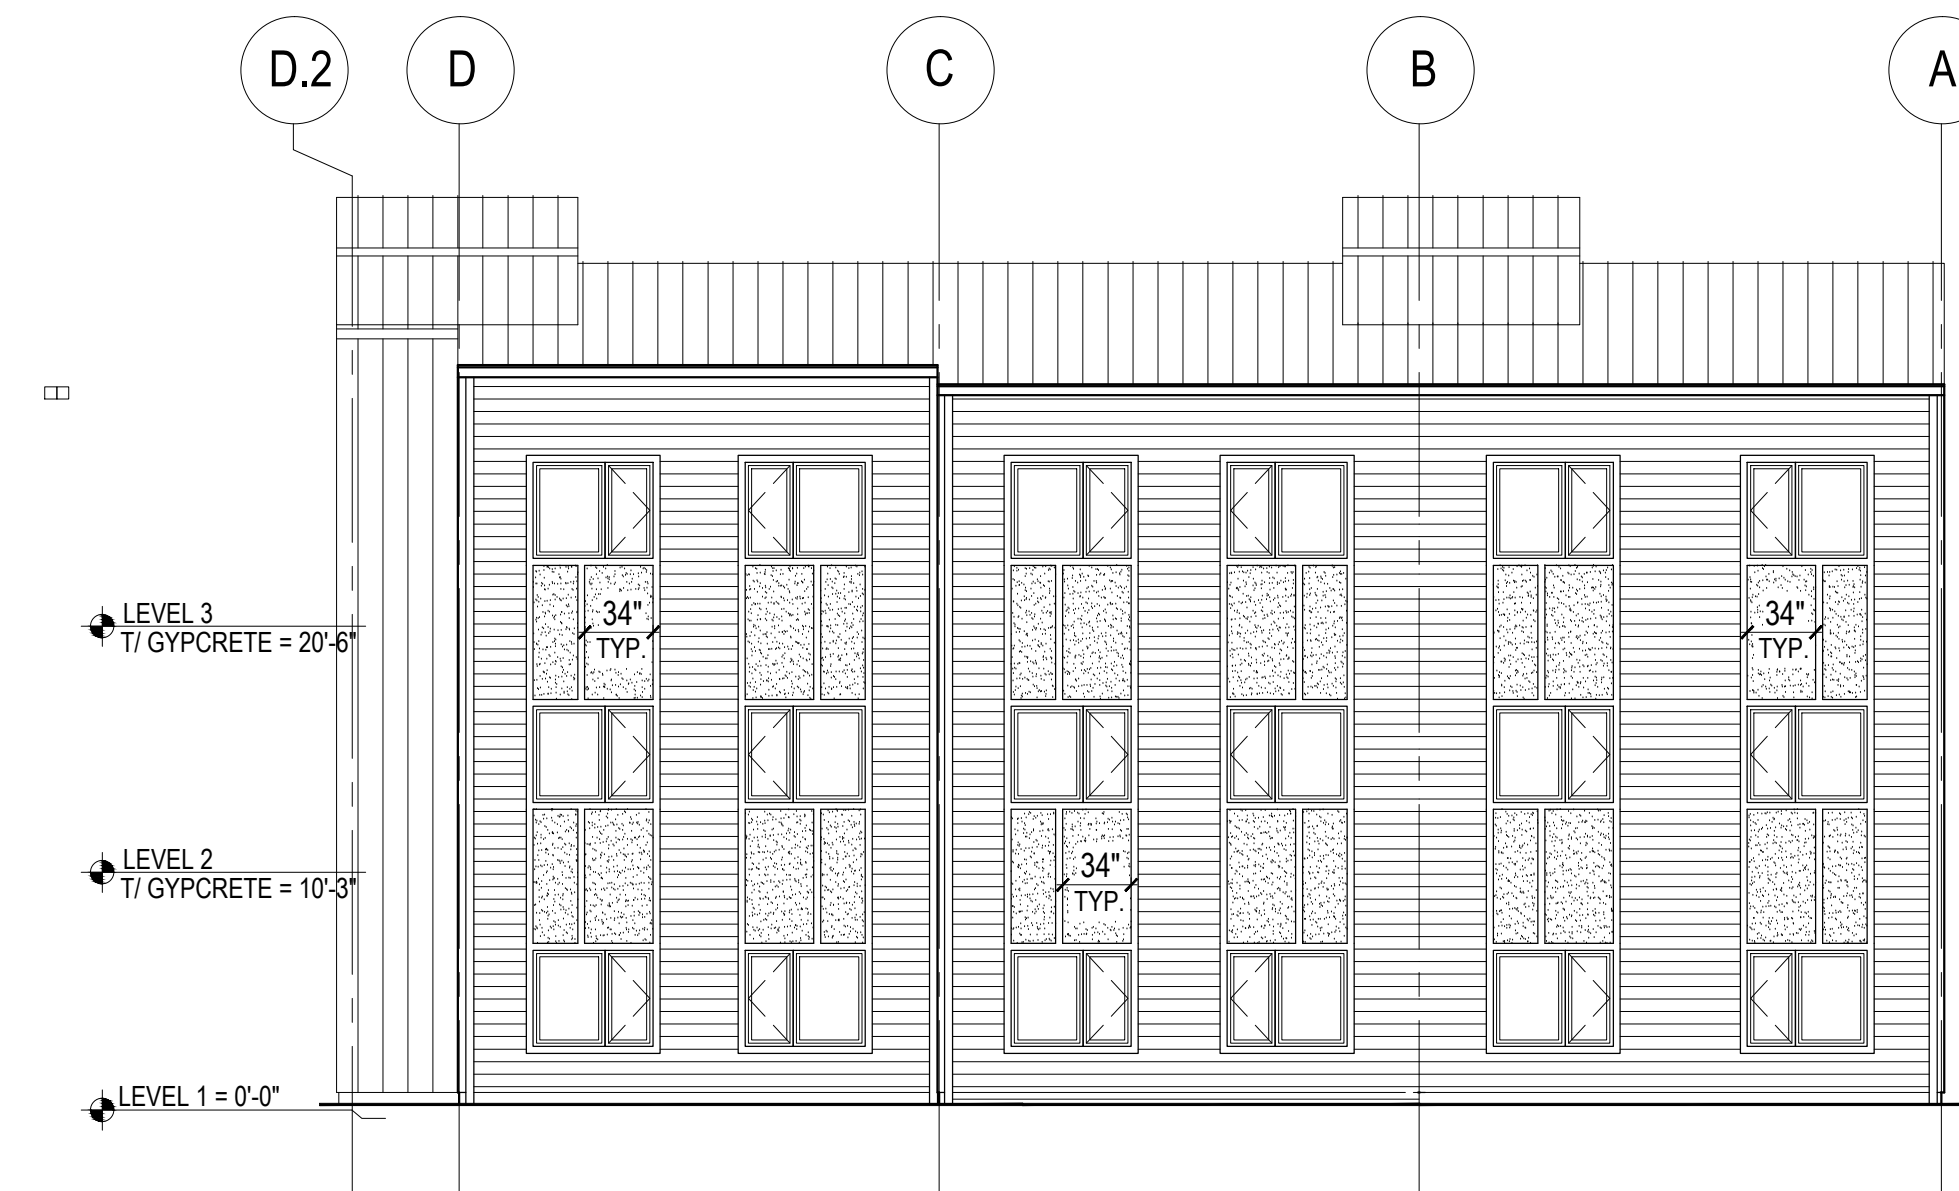 D.2
D
C
B
A
LEVEL 3
T/ GYPCRETE = 20'-6"
34"
TYP.
34"
TYP.
LEVEL 2
T/ GYPCRETE = 10'-3"
34"
TYP.
LEVEL 1 = 0'-0"